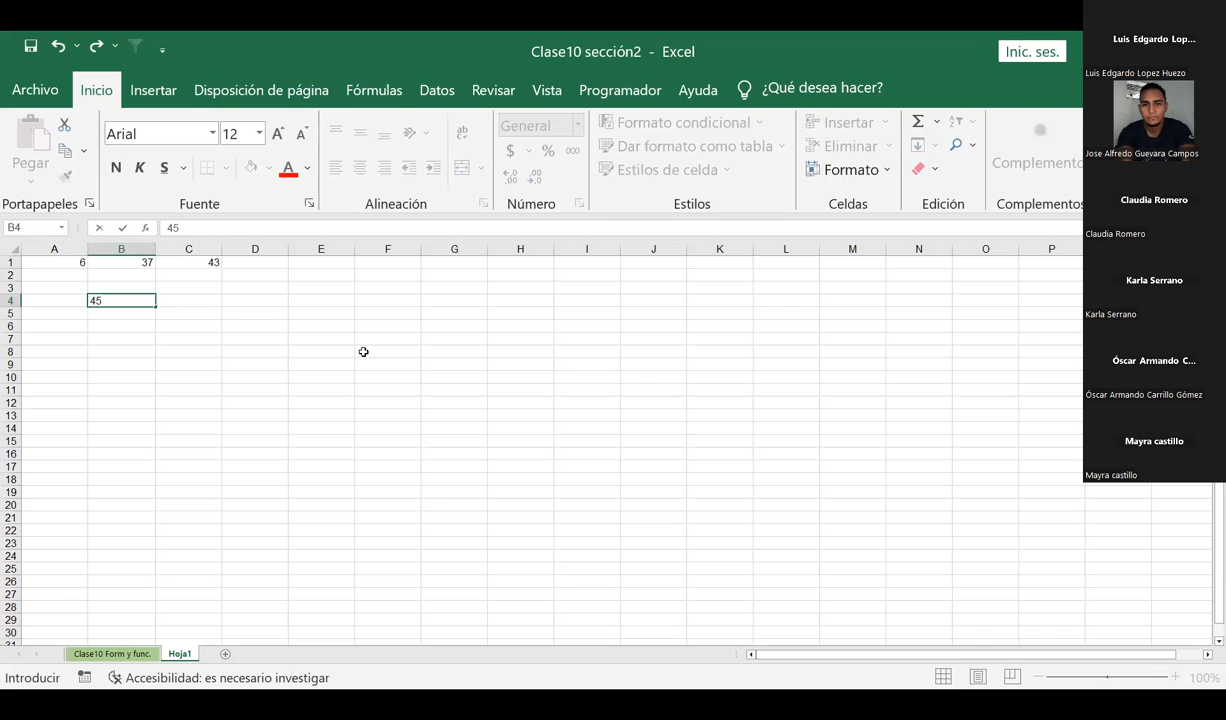 Clase10 sección2 - Excel
Inic. ses.
Archivo Inicio Insertar Disposición de página Fórmulas Datos Revisar Vista Programador Ayuda ¿Qué desea hacer?
Pegar
Arial 12
N K S A
ab
General
$ % 000
Formato condicional
Dar formato como tabla
Estilos de celda
Insertar
Eliminar
Formato
Σ
Complemento
Portapapeles Fuente Alineación Número Estilos Celdas Edición Complementos
B4 fx 45
A B C D E F G H I J K L M N O P
1 6 37 43
2
3
4 45
5
6
7
8
9
10
11
12
13
14
15
16
17
18
19
20
21
22
23
24
25
26
27
28
29
30
31
Clase10 Form y func. Hoja1
Introducir Accesibilidad: es necesario investigar 100%
Luis Edgardo Lop...
Luis Edgardo Lopez Huezo
Jose Alfredo Guevara Campos
Claudia Romero
Claudia Romero
Karla Serrano
Karla Serrano
Óscar Armando C...
Óscar Armando Carrillo Gómez
Mayra castillo
Mayra castillo